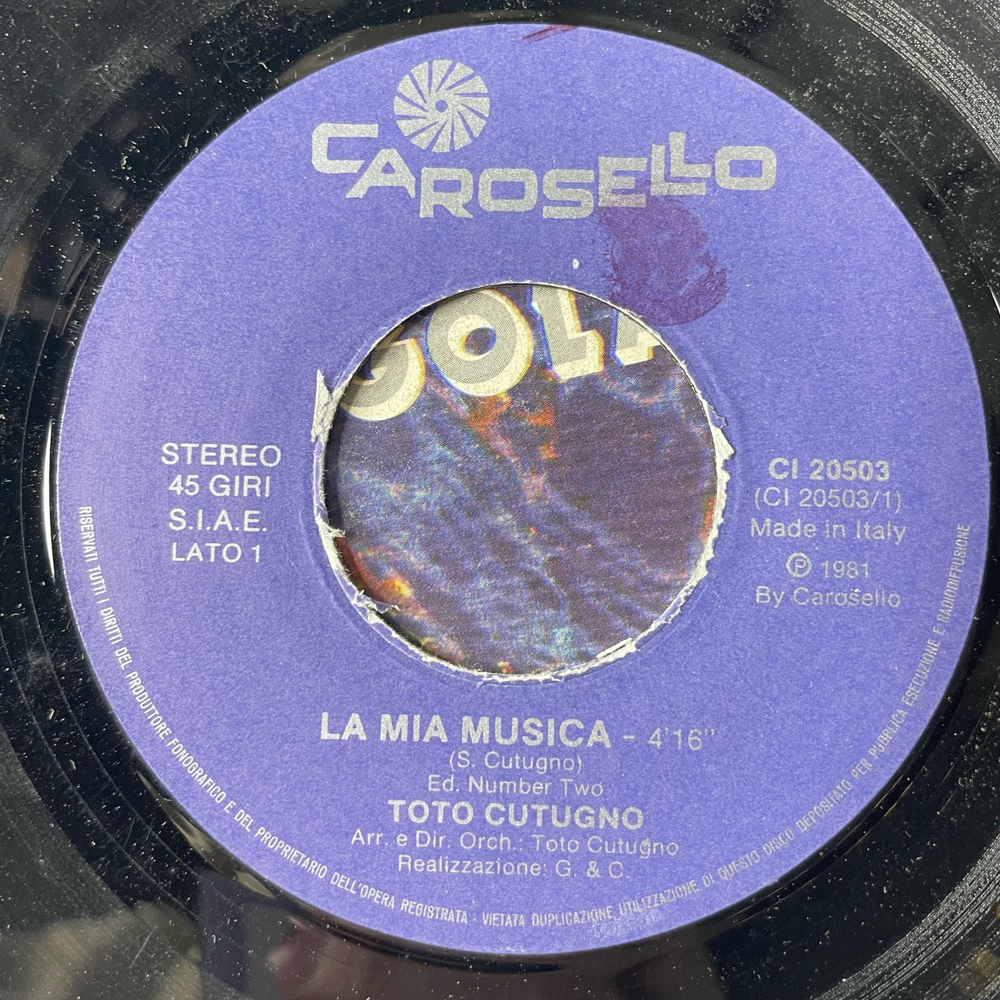 CAROSELLO
STEREO
45 GIRI
S.I.A.E.
LATO 1
CI 20503
(CI 20503/1)
Made in Italy
Ⓟ 1981
By Carosello
LA MIA MUSICA - 4'16"
(S. Cutugno)
Ed. Number Two
TOTO CUTUGNO
Arr. e Dir. Orch.: Toto Cutugno
Realizzazione: G. & C.
RISERVATI TUTTI I DIRITTI DEL PRODUTTORE FONOGRAFICO E DEL PROPRIETARIO DELL'OPERA REGISTRATA - VIETATA DUPLICAZIONE UTILIZZAZIONE DI QUESTO DISCO DEPOSITATO PER PUBBLICA ESECUZIONE E RADIODIFFUSIONE